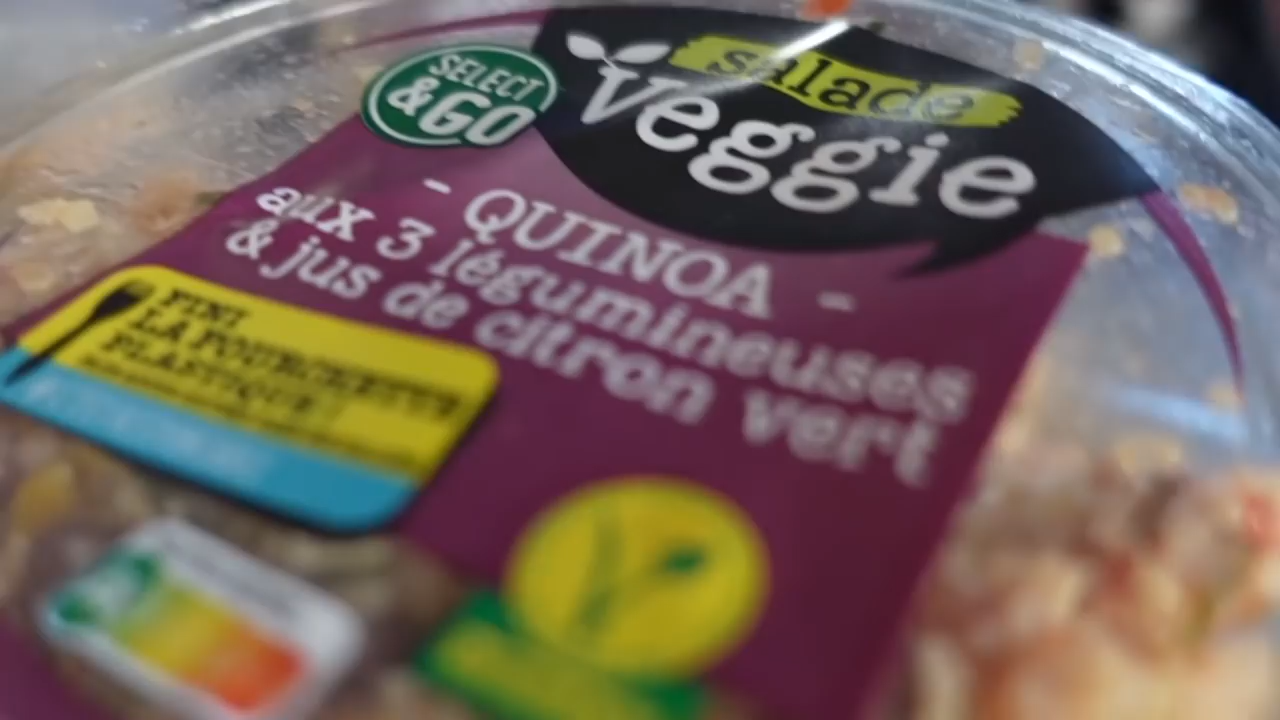 SELECT
&GO
salade
veggie
- QUINOA -
aux 3 légumineuses
& jus de citron vert
FINI
LA FOURCHETTE
PLASTIQUE !